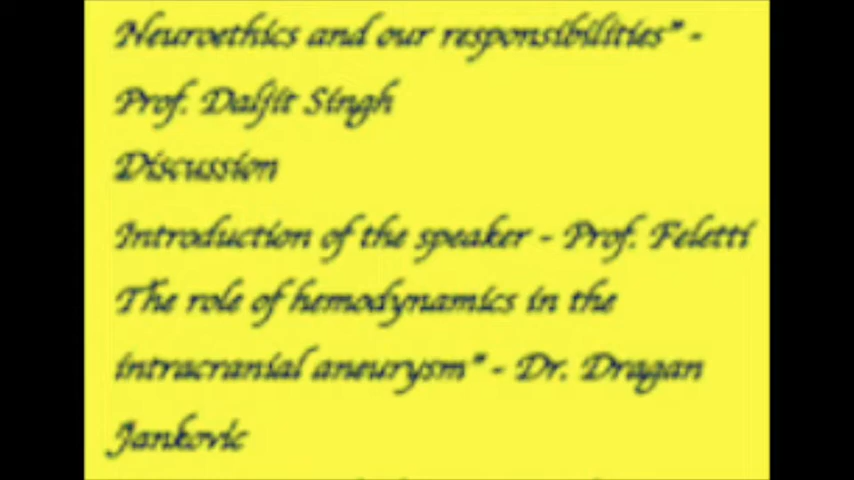 Neuroethics and our responsibilities" -
Prof. Daljit Singh
Discussion
Introduction of the speaker - Prof. Feletti
The role of hemodynamics in the
intracranial aneurysm" - Dr. Dragan
Jankovic